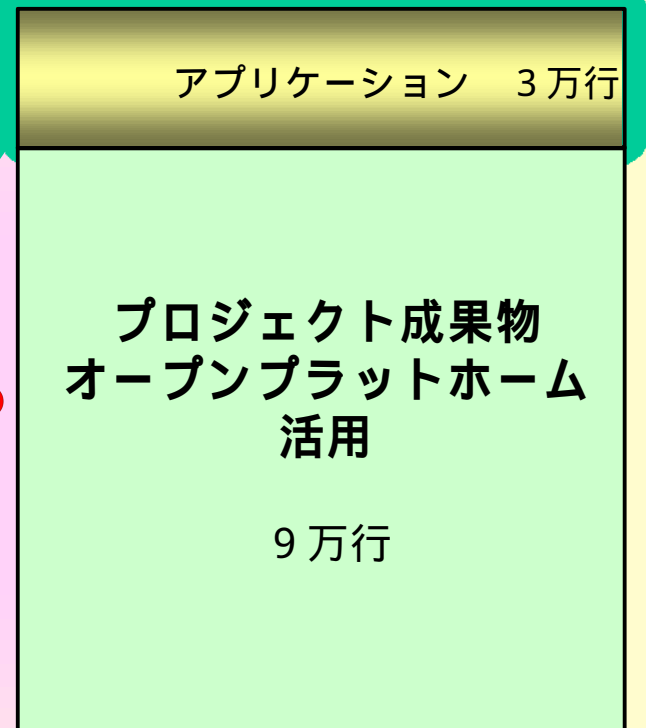 アプリケーション　３万行
プロジェクト成果物
オープンプラットホーム
活用
９万行